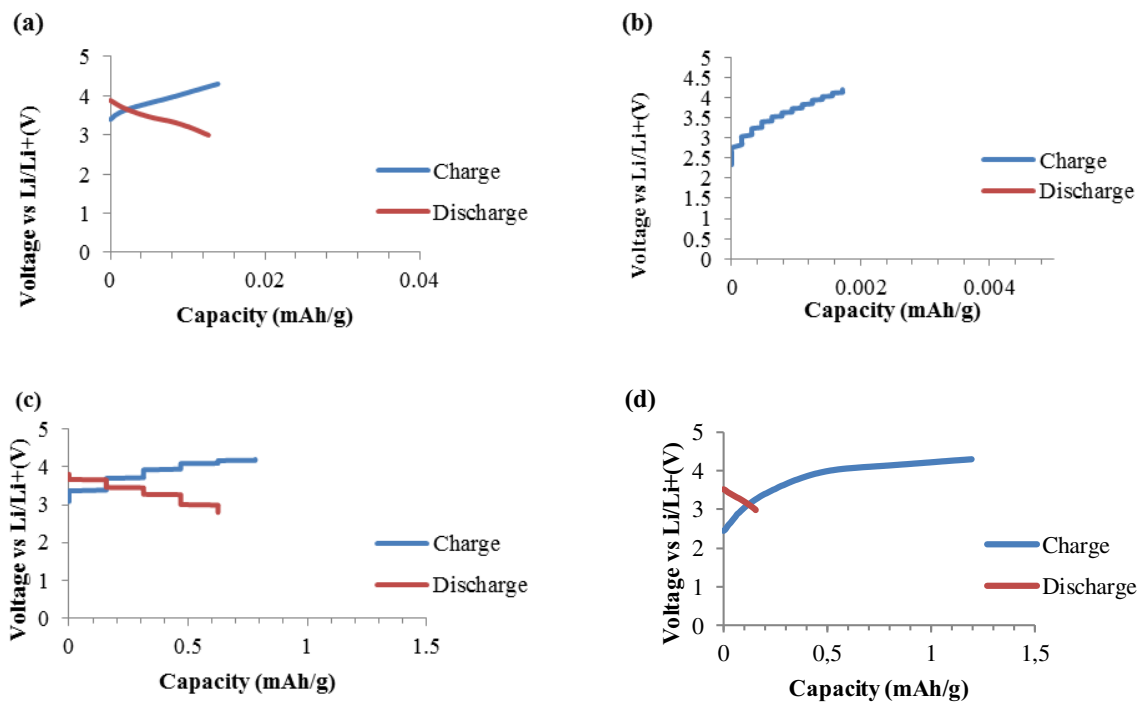 (a)
5
4
3
2
1
0
0
0.02
0.04
Voltage vs Li/Li+(V)
Capacity (mAh/g)
Charge
Discharge
(b)
5
4.5
4
3.5
3
2.5
2
1.5
1
0.5
0
0
0.002
0.004
Voltage vs Li/Li+(V)
Capacity (mAh/g)
Charge
Discharge
(c)
5
4
3
2
1
0
0
0.5
1
1.5
Voltage vs Li/Li+(V)
Capacity (mAh/g)
Charge
Discharge
(d)
5
4
3
2
1
0
0
0,5
1
1,5
Voltage vs Li/Li+(V)
Capacity (mAh/g)
Charge
Discharge